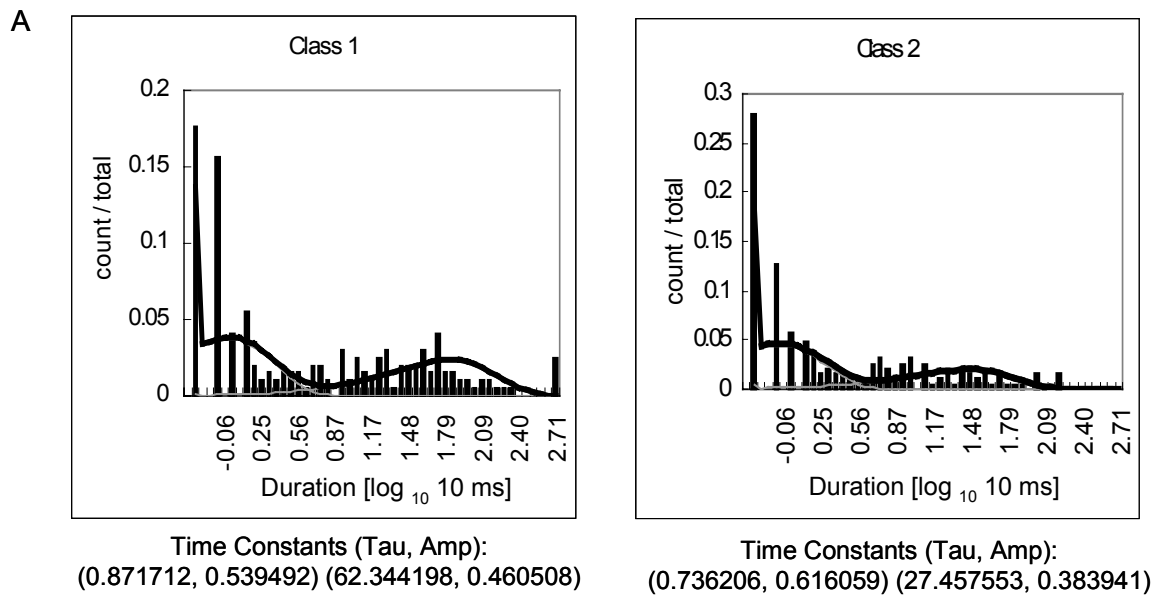 A
Class 1
0.2
0.15
0.1
0.05
0
count / total
-0.06
0.25
0.56
0.87
1.17
1.48
1.79
2.09
2.40
2.71
Duration [log 10 10 ms]
Time Constants (Tau, Amp):
(0.871712, 0.539492) (62.344198, 0.460508)
Class 2
0.3
0.25
0.2
0.15
0.1
0.05
0
count / total
-0.06
0.25
0.56
0.87
1.17
1.48
1.79
2.09
2.40
2.71
Duration [log 10 10 ms]
Time Constants (Tau, Amp):
(0.736206, 0.616059) (27.457553, 0.383941)